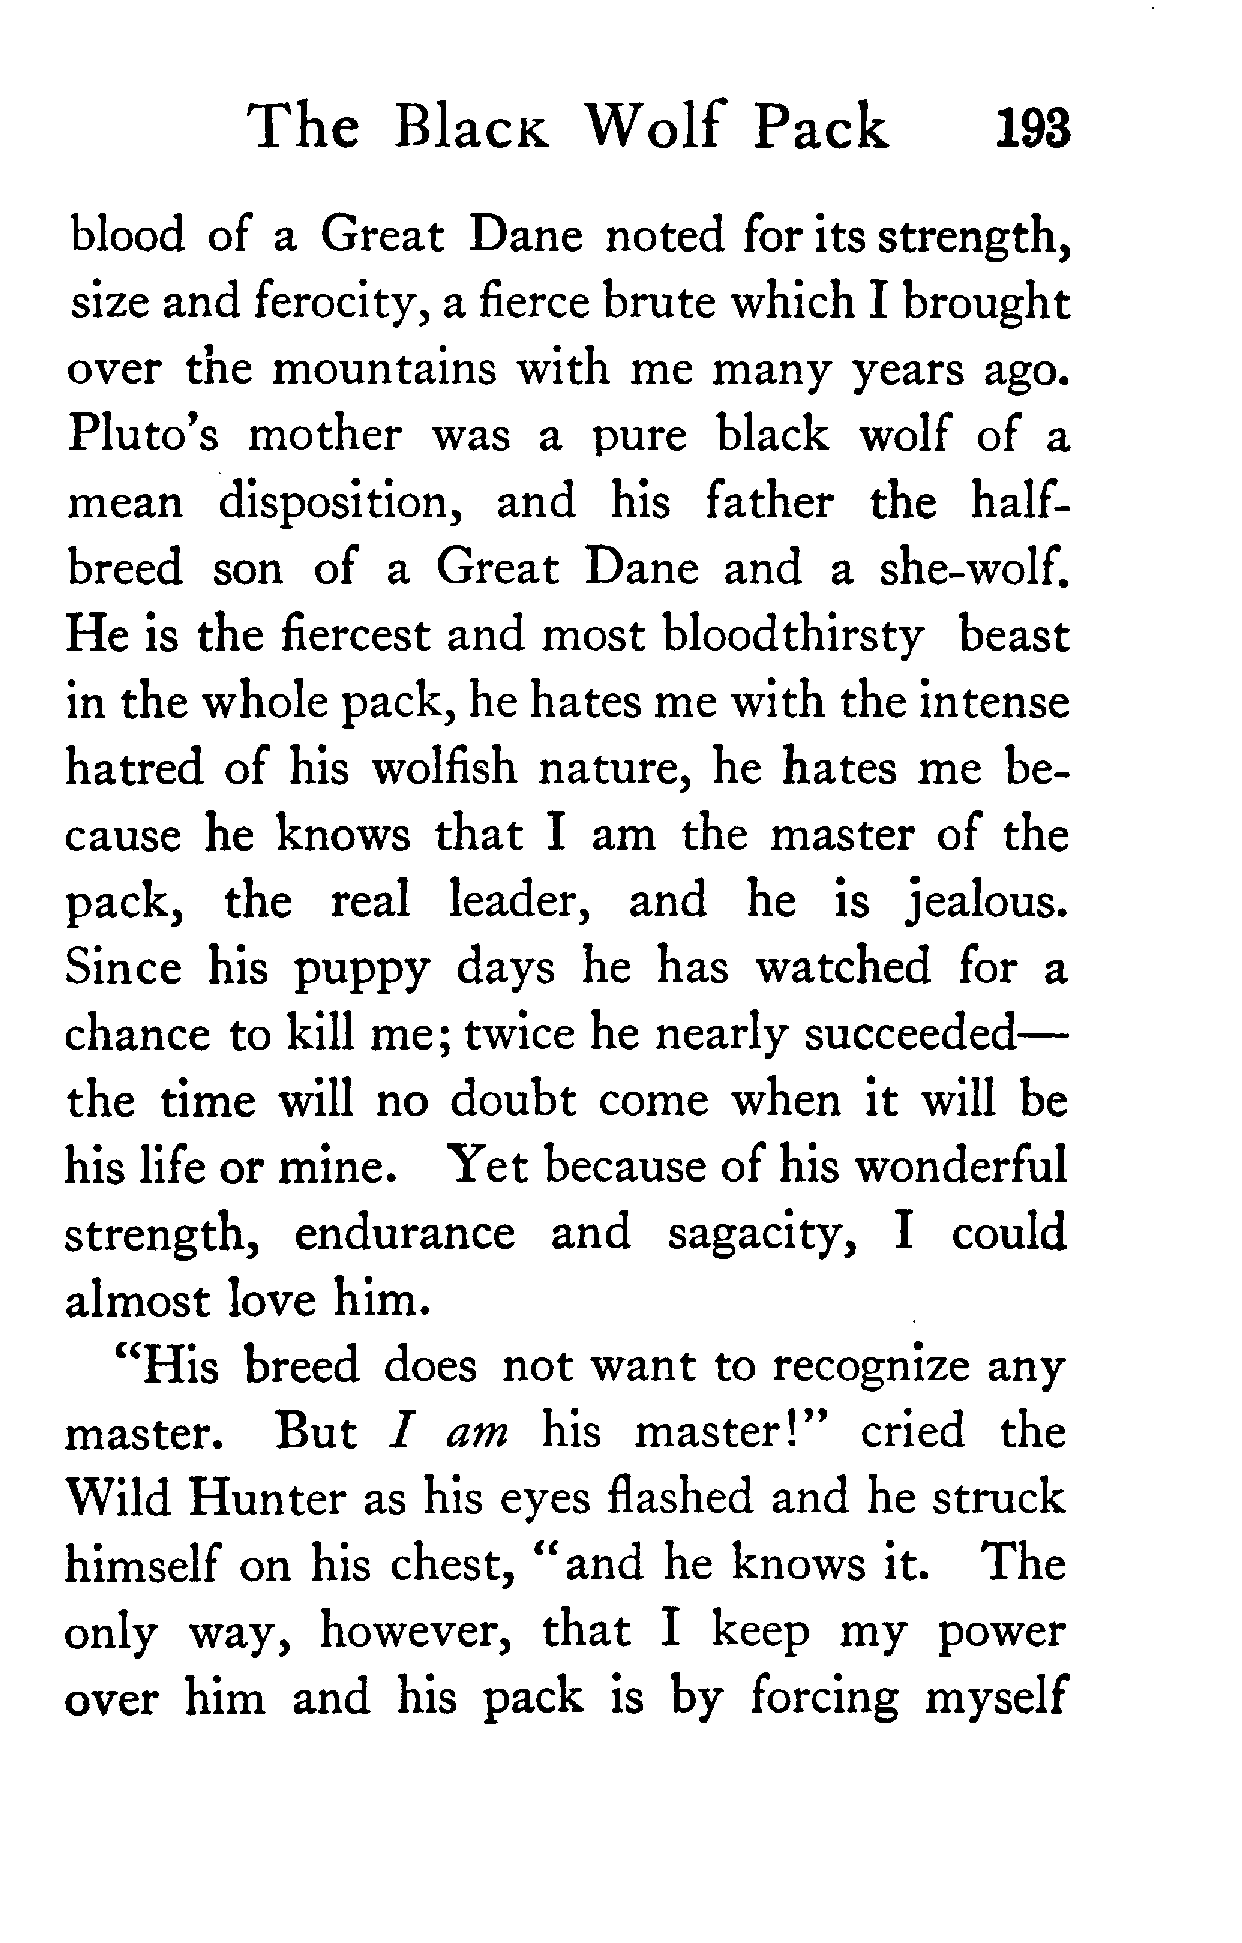 The Black Wolf Pack 193
blood of a Great Dane noted for its strength,
size and ferocity, a fierce brute which I brought
over the mountains with me many years ago.
Pluto's mother was a pure black wolf of a
mean disposition, and his father the half-
breed son of a Great Dane and a she-wolf.
He is the fiercest and most bloodthirsty beast
in the whole pack, he hates me with the intense
hatred of his wolfish nature, he hates me be-
cause he knows that I am the master of the
pack, the real leader, and he is jealous.
Since his puppy days he has watched for a
chance to kill me; twice he nearly succeeded—
the time will no doubt come when it will be
his life or mine. Yet because of his wonderful
strength, endurance and sagacity, I could
almost love him.
“His breed does not want to recognize any
master. But I am his master!” cried the
Wild Hunter as his eyes flashed and he struck
himself on his chest, “and he knows it. The
only way, however, that I keep my power
over him and his pack is by forcing myself